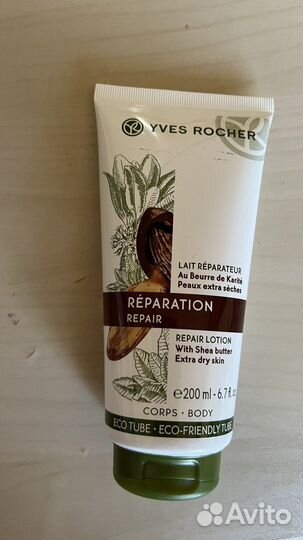 YVES ROCHER
LAIT RÉPARATEUR
Au Beurre de Karité
Peaux extra sèches
RÉPARATION
REPAIR
REPAIR LOTION
With Shea butter
Extra dry skin
e 200 ml - 6.7 fl.
CORPS • BODY
ECO TUBE • ECO-FRIENDLY TUBE
Avito